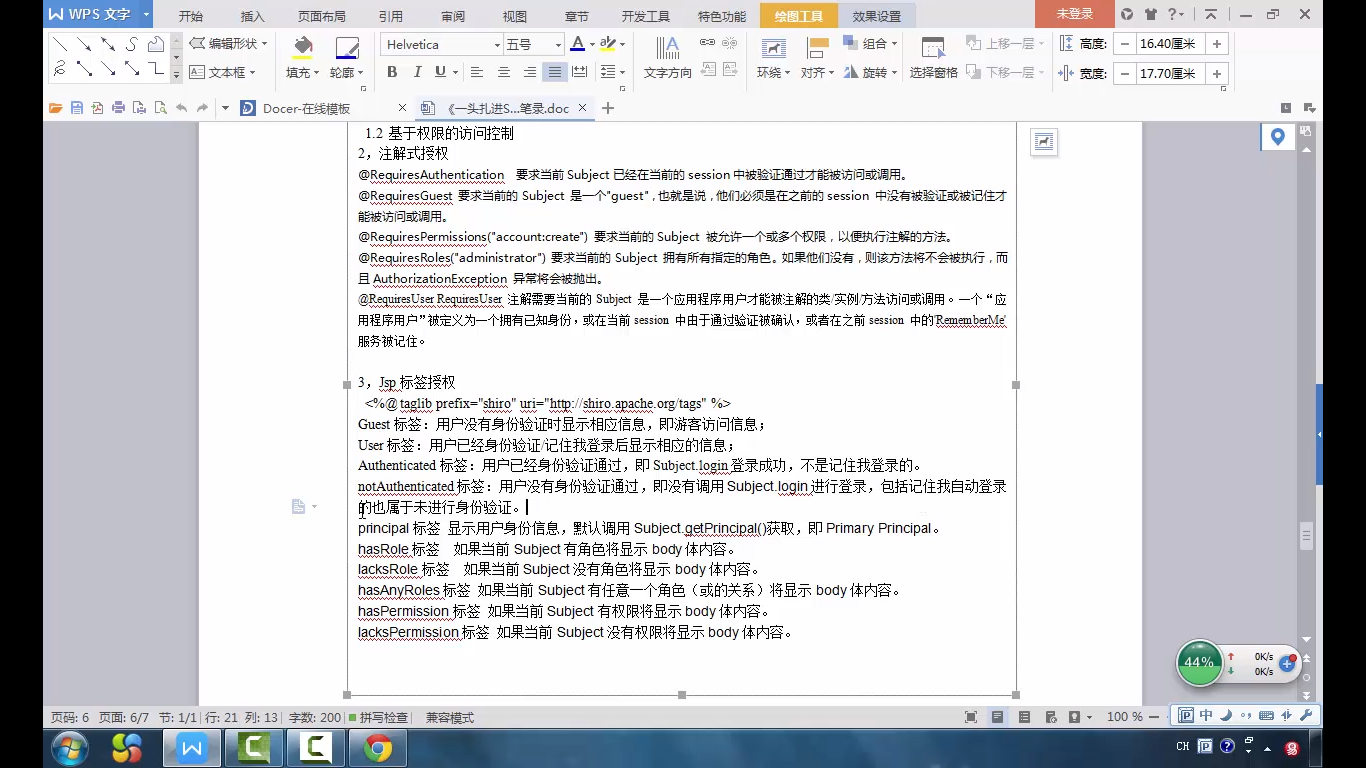 WPS 文字
开始 插入 页面布局 引用 审阅 视图 章节 开发工具 特色功能 绘图工具 效果设置 未登录
编辑形状 文本框 填充 轮廓 Helvetica 五号 文字方向 环绕 对齐 组合 旋转 选择窗格 上移一层 下移一层 高度: 16.40厘米 宽度: 17.70厘米
Docer-在线模板 《一头扎进S...笔录.doc
1.2 基于权限的访问控制
2，注解式授权
@RequiresAuthentication 要求当前 Subject 已经在当前的 session 中被验证通过才能被访问或调用。
@RequiresGuest 要求当前的 Subject 是一个"guest"，也就是说，他们必须是在之前的 session 中没有被验证或被记住才
能被访问或调用。
@RequiresPermissions("account:create") 要求当前的 Subject 被允许一个或多个权限，以便执行注解的方法。
@RequiresRoles("administrator") 要求当前的 Subject 拥有所有指定的角色。如果他们没有，则该方法将不会被执行，而
且 AuthorizationException 异常将会被抛出。
@RequiresUser RequiresUser 注解需要当前的 Subject 是一个应用程序用户才能被注解的类/实例/方法访问或调用。一个“应
用程序用户”被定义为一个拥有已知身份，或在当前 session 中由于通过验证被确认，或者在之前 session 中的'RememberMe'
服务被记住。
3，Jsp 标签授权
<%@ taglib prefix="shiro" uri="http://shiro.apache.org/tags" %>
Guest 标签：用户没有身份验证时显示相应信息，即游客访问信息；
User 标签：用户已经身份验证/记住我登录后显示相应的信息；
Authenticated 标签：用户已经身份验证通过，即 Subject.login 登录成功，不是记住我登录的。
notAuthenticated 标签：用户没有身份验证通过，即没有调用 Subject.login 进行登录，包括记住我自动登录
的也属于未进行身份验证。
principal 标签 显示用户身份信息，默认调用 Subject.getPrincipal()获取，即 Primary Principal。
hasRole 标签 如果当前 Subject 有角色将显示 body 体内容。
lacksRole 标签 如果当前 Subject 没有角色将显示 body 体内容。
hasAnyRoles 标签 如果当前 Subject 有任意一个角色（或的关系）将显示 body 体内容。
hasPermission 标签 如果当前 Subject 有权限将显示 body 体内容。
lacksPermission 标签 如果当前 Subject 没有权限将显示 body 体内容。
44% 0K/s
0K/s
页码: 6 页面: 6/7 节: 1/1 行: 21 列: 13 字数: 200 拼写检查 兼容模式 100 % 中
CH